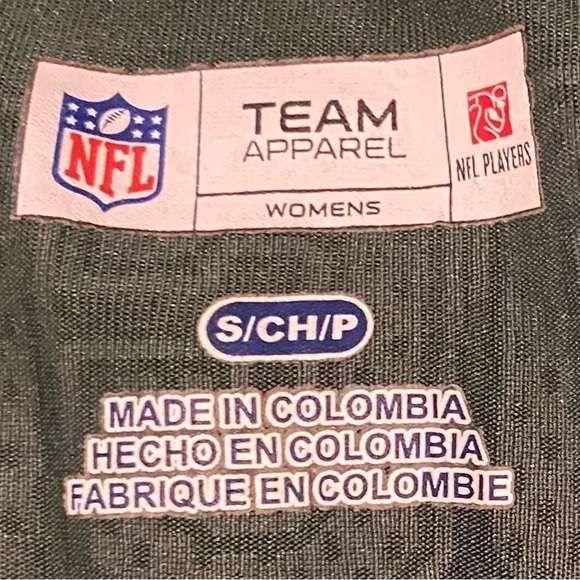 NFL
TEAM
APPAREL
WOMENS
NFL PLAYERS
S/CH/P
MADE IN COLOMBIA
HECHO EN COLOMBIA
FABRIQUE EN COLOMBIE